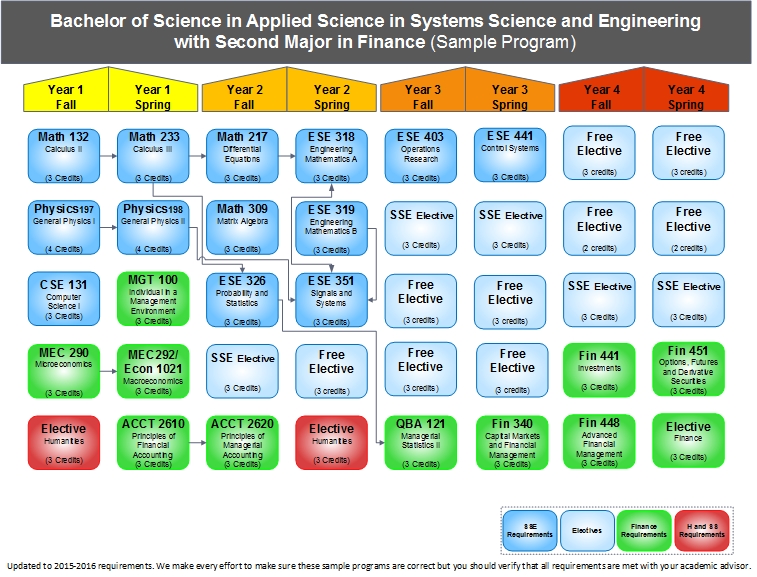 Bachelor of Science in Applied Science in Systems Science and Engineering
with Second Major in Finance (Sample Program)
Year 1
Fall
Year 1
Spring
Year 2
Fall
Year 2
Spring
Year 3
Fall
Year 3
Spring
Year 4
Fall
Year 4
Spring
Math 132
Calculus II
(3 Credits)
Math 233
Calculus III
(3 Credits)
Math 217
Differential
Equations
(3 Credits)
ESE 318
Engineering
Mathematics A
(3 Credits)
ESE 403
Operations
Research
(3 Credits)
ESE 441
Control Systems
(3 Credits)
Free
Elective
(3 credits)
Free
Elective
(3 credits)
Physics197
General Physics I
(4 Credits)
Physics198
General Physics II
(4 Credits)
Math 309
Matrix Algebra
(3 Credits)
ESE 319
Engineering
Mathematics B
(3 Credits)
SSE Elective
(3 Credits)
SSE Elective
(3 Credits)
Free
Elective
(2 credits)
Free
Elective
(2 credits)
CSE 131
Computer
Science I
(3 Credits)
MGT 100
Individual in a
Management
Environment
(3 Credits)
ESE 326
Probability and
Statistics
(3 Credits)
ESE 351
Signals and
Systems
(3 Credits)
Free
Elective
(3 credits)
Free
Elective
(3 credits)
SSE Elective
(3 Credits)
SSE Elective
(3 Credits)
MEC 290
Microeconomics
(3 Credits)
MEC292/
Econ 1021
Macroeconomics
(3 Credits)
SSE Elective
(3 Credits)
Free
Elective
(3 credits)
Free
Elective
(3 credits)
Free
Elective
(3 credits)
Fin 441
Investments
(3 Credits)
Fin 451
Options, Futures
and Derivative
Securities
(3 Credits)
Elective
Humanities
(3 Credits)
ACCT 2610
Principles of
Financial
Accounting
(3 Credits)
ACCT 2620
Principles of
Managerial
Accounting
(3 Credits)
Elective
Humanities
(3 Credits)
QBA 121
Managerial
Statistics II
(3 Credits)
Fin 340
Capital Markets
and Financial
Management
(3 Credits)
Fin 448
Advanced
Financial
Management
(3 Credits)
Elective
Finance
(3 Credits)
SSE
Requirements
Electives
Finance
Requirements
H and SS
Requirements
Updated to 2015-2016 requirements. We make every effort to make sure these sample programs are correct but you should verify that all requirements are met with your academic advisor.